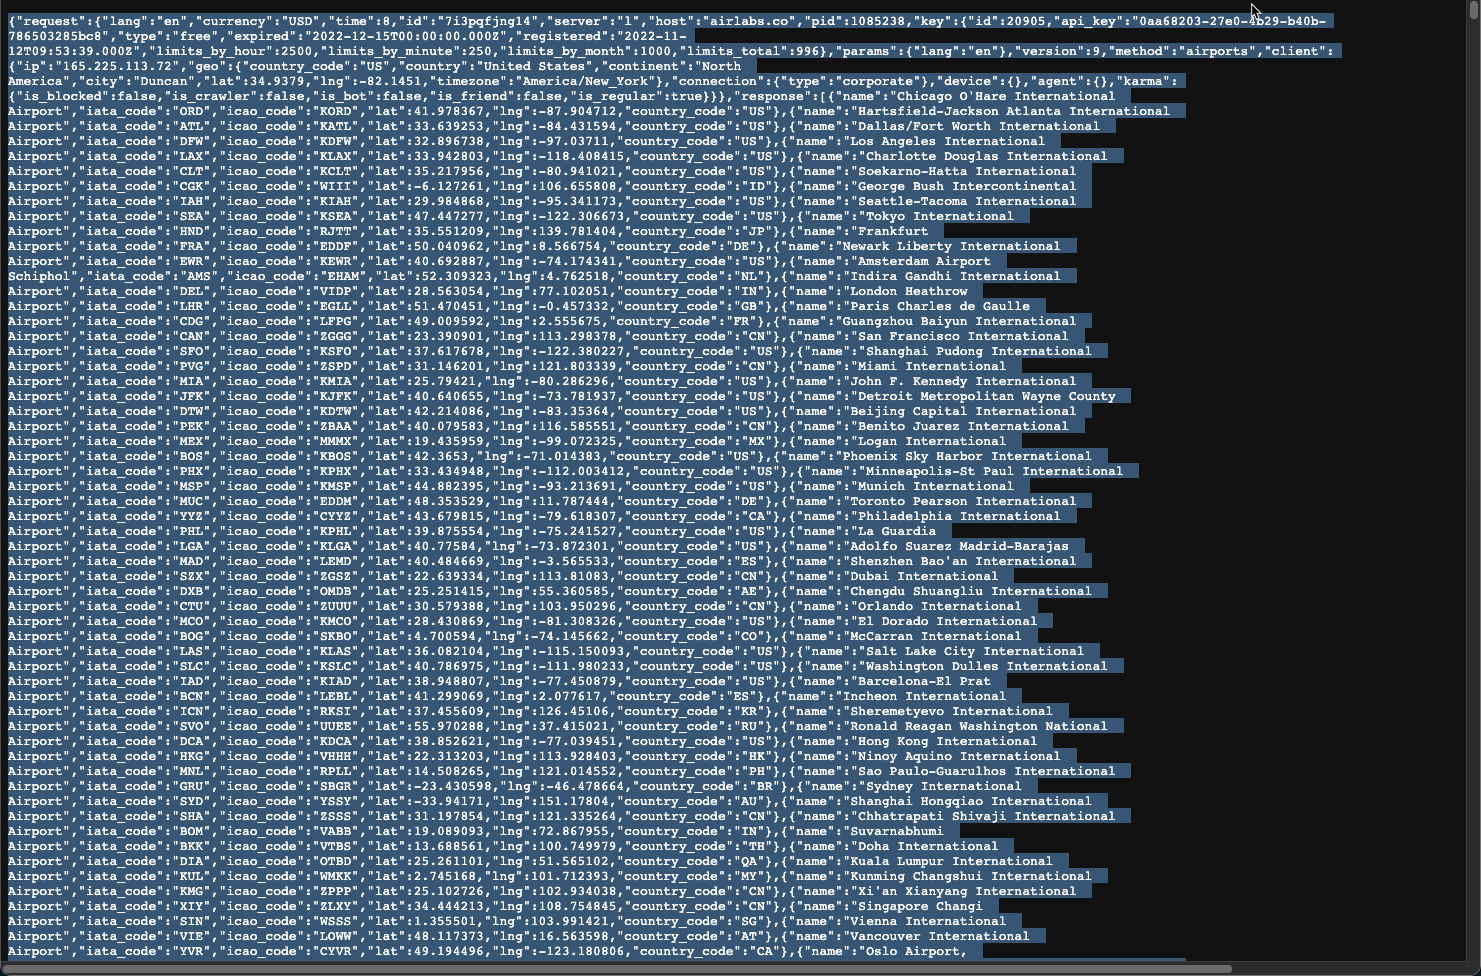 {"request":{"lang":"en","currency":"USD","time":8,"id":"7i3pqfjng14","server":"l","host":"airlabs.co","pid":1085238,"key":{"id":20905,"api_key":"0aa68203-27e0-4b29-b40b-
786503285bc8","type":"free","expired":"2022-12-15T00:00:00.000Z","registered":"2022-11-
12T09:53:39.000Z","limits_by_hour":2500,"limits_by_minute":250,"limits_by_month":1000,"limits_total":996},"params":{"lang":"en"},"version":9,"method":"airports","client":
{"ip":"165.225.113.72","geo":{"country_code":"US","country":"United States","continent":"North
America","city":"Duncan","lat":34.9379,"lng":-82.1451,"timezone":"America/New_York"},"connection":{"type":"corporate"},"device":{},"agent":{},"karma":
{"is_blocked":false,"is_crawler":false,"is_bot":false,"is_friend":false,"is_regular":true}}},"response":[{"name":"Chicago O'Hare International
Airport","iata_code":"ORD","icao_code":"KORD","lat":41.978367,"lng":-87.904712,"country_code":"US"},{"name":"Hartsfield-Jackson Atlanta International
Airport","iata_code":"ATL","icao_code":"KATL","lat":33.639253,"lng":-84.431594,"country_code":"US"},{"name":"Dallas/Fort Worth International
Airport","iata_code":"DFW","icao_code":"KDFW","lat":32.896738,"lng":-97.03711,"country_code":"US"},{"name":"Los Angeles International
Airport","iata_code":"LAX","icao_code":"KLAX","lat":33.942803,"lng":-118.408415,"country_code":"US"},{"name":"Charlotte Douglas International
Airport","iata_code":"CLT","icao_code":"KCLT","lat":35.217956,"lng":-80.941021,"country_code":"US"},{"name":"Soekarno-Hatta International
Airport","iata_code":"CGK","icao_code":"WIII","lat":-6.127261,"lng":106.655808,"country_code":"ID"},{"name":"George Bush Intercontinental
Airport","iata_code":"IAH","icao_code":"KIAH","lat":29.984868,"lng":-95.341173,"country_code":"US"},{"name":"Seattle-Tacoma International
Airport","iata_code":"SEA","icao_code":"KSEA","lat":47.447277,"lng":-122.306673,"country_code":"US"},{"name":"Tokyo International
Airport","iata_code":"HND","icao_code":"RJTT","lat":35.551209,"lng":139.781404,"country_code":"JP"},{"name":"Frankfurt
Airport","iata_code":"FRA","icao_code":"EDDF","lat":50.040962,"lng":8.566754,"country_code":"DE"},{"name":"Newark Liberty International
Airport","iata_code":"EWR","icao_code":"KEWR","lat":40.692887,"lng":-74.174341,"country_code":"US"},{"name":"Amsterdam Airport
Schiphol","iata_code":"AMS","icao_code":"EHAM","lat":52.309323,"lng":4.762518,"country_code":"NL"},{"name":"Indira Gandhi International
Airport","iata_code":"DEL","icao_code":"VIDP","lat":28.563054,"lng":77.102051,"country_code":"IN"},{"name":"London Heathrow
Airport","iata_code":"LHR","icao_code":"EGLL","lat":51.470451,"lng":-0.457332,"country_code":"GB"},{"name":"Paris Charles de Gaulle
Airport","iata_code":"CDG","icao_code":"LFPG","lat":49.009592,"lng":2.555675,"country_code":"FR"},{"name":"Guangzhou Baiyun International
Airport","iata_code":"CAN","icao_code":"ZGGG","lat":23.390901,"lng":113.298378,"country_code":"CN"},{"name":"San Francisco International
Airport","iata_code":"SFO","icao_code":"KSFO","lat":37.617678,"lng":-122.380227,"country_code":"US"},{"name":"Shanghai Pudong International
Airport","iata_code":"PVG","icao_code":"ZSPD","lat":31.146201,"lng":121.803339,"country_code":"CN"},{"name":"Miami International
Airport","iata_code":"MIA","icao_code":"KMIA","lat":25.79421,"lng":-80.286296,"country_code":"US"},{"name":"John F. Kennedy International
Airport","iata_code":"JFK","icao_code":"KJFK","lat":40.640655,"lng":-73.781937,"country_code":"US"},{"name":"Detroit Metropolitan Wayne County
Airport","iata_code":"DTW","icao_code":"KDTW","lat":42.214086,"lng":-83.35364,"country_code":"US"},{"name":"Beijing Capital International
Airport","iata_code":"PEK","icao_code":"ZBAA","lat":40.079583,"lng":116.585551,"country_code":"CN"},{"name":"Benito Juarez International
Airport","iata_code":"MEX","icao_code":"MMMX","lat":19.435959,"lng":-99.072325,"country_code":"MX"},{"name":"Logan International
Airport","iata_code":"BOS","icao_code":"KBOS","lat":42.3653,"lng":-71.014383,"country_code":"US"},{"name":"Phoenix Sky Harbor International
Airport","iata_code":"PHX","icao_code":"KPHX","lat":33.434948,"lng":-112.003412,"country_code":"US"},{"name":"Minneapolis-St Paul International
Airport","iata_code":"MSP","icao_code":"KMSP","lat":44.882395,"lng":-93.213691,"country_code":"US"},{"name":"Munich International
Airport","iata_code":"MUC","icao_code":"EDDM","lat":48.353529,"lng":11.787444,"country_code":"DE"},{"name":"Toronto Pearson International
Airport","iata_code":"YYZ","icao_code":"CYYZ","lat":43.679815,"lng":-79.618307,"country_code":"CA"},{"name":"Philadelphia International
Airport","iata_code":"PHL","icao_code":"KPHL","lat":39.875554,"lng":-75.241527,"country_code":"US"},{"name":"La Guardia
Airport","iata_code":"LGA","icao_code":"KLGA","lat":40.77584,"lng":-73.872301,"country_code":"US"},{"name":"Adolfo Suarez Madrid-Barajas
Airport","iata_code":"MAD","icao_code":"LEMD","lat":40.484669,"lng":-3.565533,"country_code":"ES"},{"name":"Shenzhen Bao'an International
Airport","iata_code":"SZX","icao_code":"ZGSZ","lat":22.639334,"lng":113.81083,"country_code":"CN"},{"name":"Dubai International
Airport","iata_code":"DXB","icao_code":"OMDB","lat":25.251415,"lng":55.360585,"country_code":"AE"},{"name":"Chengdu Shuangliu International
Airport","iata_code":"CTU","icao_code":"ZUUU","lat":30.579388,"lng":103.950296,"country_code":"CN"},{"name":"Orlando International
Airport","iata_code":"MCO","icao_code":"KMCO","lat":28.430869,"lng":-81.308326,"country_code":"US"},{"name":"El Dorado International
Airport","iata_code":"BOG","icao_code":"SKBO","lat":4.700594,"lng":-74.145662,"country_code":"CO"},{"name":"McCarran International
Airport","iata_code":"LAS","icao_code":"KLAS","lat":36.082104,"lng":-115.150093,"country_code":"US"},{"name":"Salt Lake City International
Airport","iata_code":"SLC","icao_code":"KSLC","lat":40.786975,"lng":-111.980233,"country_code":"US"},{"name":"Washington Dulles International
Airport","iata_code":"IAD","icao_code":"KIAD","lat":38.948807,"lng":-77.450879,"country_code":"US"},{"name":"Barcelona-El Prat
Airport","iata_code":"BCN","icao_code":"LEBL","lat":41.299069,"lng":2.077617,"country_code":"ES"},{"name":"Incheon International
Airport","iata_code":"ICN","icao_code":"RKSI","lat":37.455609,"lng":126.45106,"country_code":"KR"},{"name":"Sheremetyevo International
Airport","iata_code":"SVO","icao_code":"UUEE","lat":55.970288,"lng":37.415021,"country_code":"RU"},{"name":"Ronald Reagan Washington National
Airport","iata_code":"DCA","icao_code":"KDCA","lat":38.852621,"lng":-77.039451,"country_code":"US"},{"name":"Hong Kong International
Airport","iata_code":"HKG","icao_code":"VHHH","lat":22.313203,"lng":113.928403,"country_code":"HK"},{"name":"Ninoy Aquino International
Airport","iata_code":"MNL","icao_code":"RPLL","lat":14.508265,"lng":121.014552,"country_code":"PH"},{"name":"Sao Paulo-Guarulhos International
Airport","iata_code":"GRU","icao_code":"SBGR","lat":-23.430598,"lng":-46.478664,"country_code":"BR"},{"name":"Sydney International
Airport","iata_code":"SYD","icao_code":"YSSY","lat":-33.94171,"lng":151.17804,"country_code":"AU"},{"name":"Shanghai Hongqiao International
Airport","iata_code":"SHA","icao_code":"ZSSS","lat":31.197854,"lng":121.335264,"country_code":"CN"},{"name":"Chhatrapati Shivaji International
Airport","iata_code":"BOM","icao_code":"VABB","lat":19.089093,"lng":72.867955,"country_code":"IN"},{"name":"Suvarnabhumi
Airport","iata_code":"BKK","icao_code":"VTBS","lat":13.688561,"lng":100.749979,"country_code":"TH"},{"name":"Doha International
Airport","iata_code":"DIA","icao_code":"OTBD","lat":25.261101,"lng":51.565102,"country_code":"QA"},{"name":"Kuala Lumpur International
Airport","iata_code":"KUL","icao_code":"WMKK","lat":2.745168,"lng":101.712393,"country_code":"MY"},{"name":"Kunming Changshui International
Airport","iata_code":"KMG","icao_code":"ZPPP","lat":25.102726,"lng":102.934038,"country_code":"CN"},{"name":"Xi'an Xianyang International
Airport","iata_code":"XIY","icao_code":"ZLXY","lat":34.444213,"lng":108.754845,"country_code":"CN"},{"name":"Singapore Changi
Airport","iata_code":"SIN","icao_code":"WSSS","lat":1.355501,"lng":103.991421,"country_code":"SG"},{"name":"Vienna International
Airport","iata_code":"VIE","icao_code":"LOWW","lat":48.117373,"lng":16.563598,"country_code":"AT"},{"name":"Vancouver International
Airport","iata_code":"YVR","icao_code":"CYVR","lat":49.194496,"lng":-123.180806,"country_code":"CA"},{"name":"Oslo Airport,